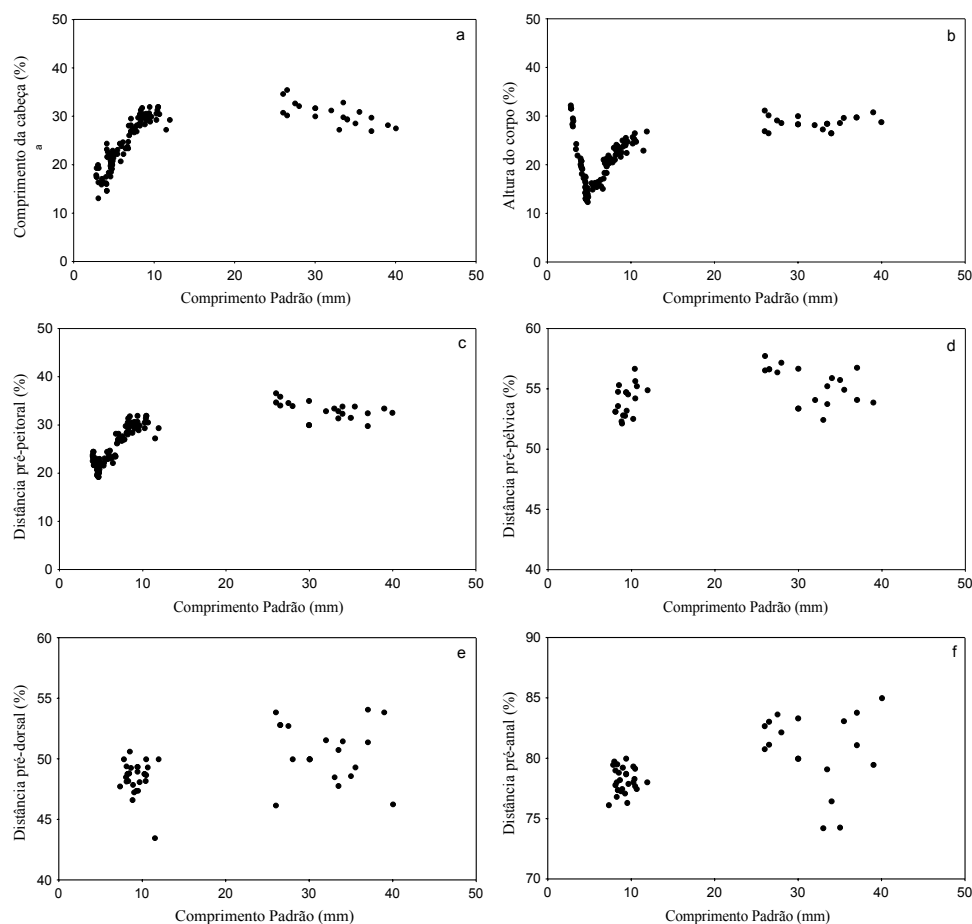 50
a
40
30
20
10
0
Comprimento da cabeça (%)
a
0 10 20 30 40 50
Comprimento Padrão (mm)
50
b
40
30
20
10
0
Altura do corpo (%)
0 10 20 30 40 50
Comprimento Padrão (mm)
50
c
40
30
20
10
0
Distância pré-peitoral (%)
0 10 20 30 40 50
Comprimento Padrão (mm)
60
d
55
50
45
40
Distância pré-pélvica (%)
0 10 20 30 40 50
Comprimento Padrão (mm)
60
e
55
50
45
40
Distância pré-dorsal (%)
0 10 20 30 40 50
Comprimento Padrão (mm)
90
f
85
80
75
70
Distância pré-anal (%)
0 10 20 30 40 50
Comprimento Padrão (mm)